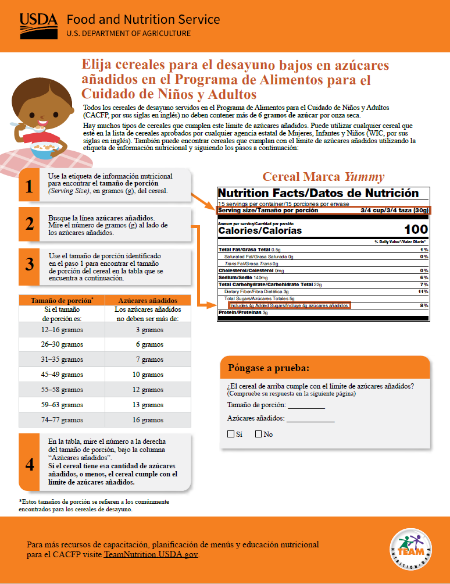 USDA Food and Nutrition Service
U.S. DEPARTMENT OF AGRICULTURE
Elija cereales para el desayuno bajos en azúcares
añadidos en el Programa de Alimentos para el
Cuidado de Niños y Adultos
Todos los cereales de desayuno servidos en el Programa de Alimentos para el Cuidado de Niños y Adultos
(CACFP, por sus siglas en inglés) no deben contener más de 6 gramos de azúcar por onza seca.
Hay muchos tipos de cereales que cumplen este límite de azúcares añadidos. Puede utilizar cualquier cereal que
esté en la lista de cereales aprobados por cualquier agencia estatal de Mujeres, Infantes y Niños (WIC, por sus
siglas en inglés). También puede encontrar cereales que cumplan con el límite de azúcares añadidos utilizando la
etiqueta de información nutricional y siguiendo los pasos a continuación:
1
Use la etiqueta de información nutricional
para encontrar el tamaño de porción
(Serving Size), en gramos (g), del cereal.
2
Busque la línea azúcares añadidos.
Mire el número de gramos (g) al lado de
los azúcares añadidos.
3
Use el tamaño de porción identificado
en el paso 1 para encontrar el tamaño
de porción del cereal en la tabla que se
encuentra a continuación.
Tamaño de porción* Azúcares añadidos
Si el tamaño Los azúcares añadidos
de porción es: no deben ser más de:
12–16 gramos 3 gramos
26–30 gramos 6 gramos
31–35 gramos 7 gramos
45–49 gramos 10 gramos
55–58 gramos 12 gramos
59–63 gramos 13 gramos
74–77 gramos 16 gramos
4
En la tabla, mire el número a la derecha
del tamaño de porción, bajo la columna
"Azúcares añadidos".
Si el cereal tiene esa cantidad de azúcares
añadidos, o menos, el cereal cumple con el
límite de azúcares añadidos.
*Estos tamaños de porción se refieren a los comúnmente
encontrados para los cereales de desayuno.
Cereal Marca Yummy
Nutrition Facts/Datos de Nutrición
15 servings per container/15 porciones por envase
Serving size/Tamaño por porción 3/4 cup/3/4 taza (30g)
Amount per serving/Cantidad por porción
Calories/Calorías 100
% Daily Value/Valor Diario*
Total Fat/Grasa Total 0.5g 1%
Saturated Fat/Grasa Saturada 0g 0%
Trans Fat/Grasa Trans 0g
Cholesterol/Colesterol 0mg 0%
Sodium/Sodio 140mg 6%
Total Carbohydrate/Carbohidrato Total 22g 7%
Dietary Fiber/Fibra Dietética 3g 11%
Total Sugars/Azúcares Totales 5g
Includes 4g Added Sugars/Incluye 4g azúcares añadidos 8%
Protein/Proteínas 3g
Póngase a prueba:
¿El cereal de arriba cumple con el límite de azúcares añadidos?
(Compruebe su respuesta en la siguiente página)
Tamaño de porción:
Azúcares añadidos:
Sí No
Para más recursos de capacitación, planificación de menús y educación nutricional
para el CACFP visite TeamNutrition.USDA.gov
TEAM